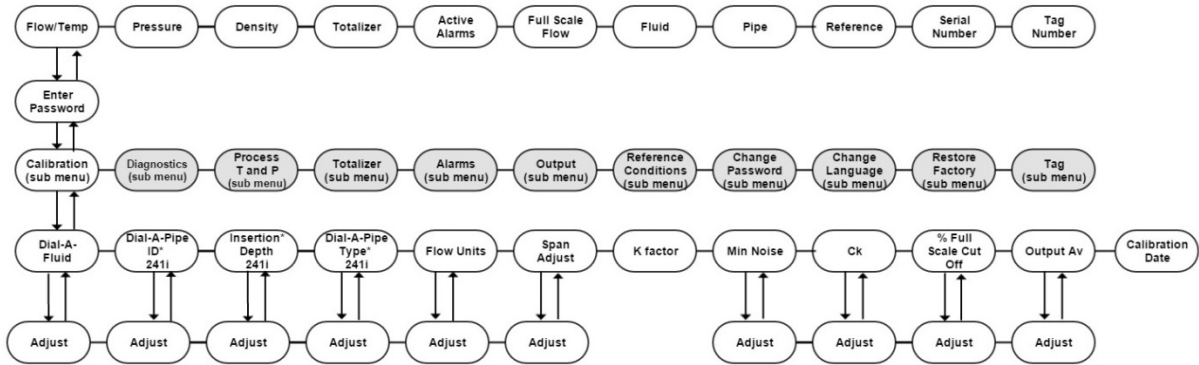 Flow/Temp
Pressure
Density
Totalizer
Active
Alarms
Full Scale
Flow
Fluid
Pipe
Reference
Serial
Number
Tag
Number
Enter
Password
Calibration
(sub menu)
Diagnostics
(sub menu)
Process
T and P
(sub menu)
Totalizer
(sub menu)
Alarms
(sub menu)
Output
(sub menu)
Reference
Conditions
(sub menu)
Change
Password
(sub menu)
Change
Language
(sub menu)
Restore
Factory
(sub menu)
Tag
(sub menu)
Dial-A-
Fluid
Dial-A-Pipe
ID*
241i
Insertion*
Depth
241i
Dial-A-Pipe
Type*
241i
Flow Units
Span
Adjust
K factor
Min Noise
Ck
% Full
Scale Cut
Off
Output Av
Calibration
Date
Adjust
Adjust
Adjust
Adjust
Adjust
Adjust
Adjust
Adjust
Adjust
Adjust